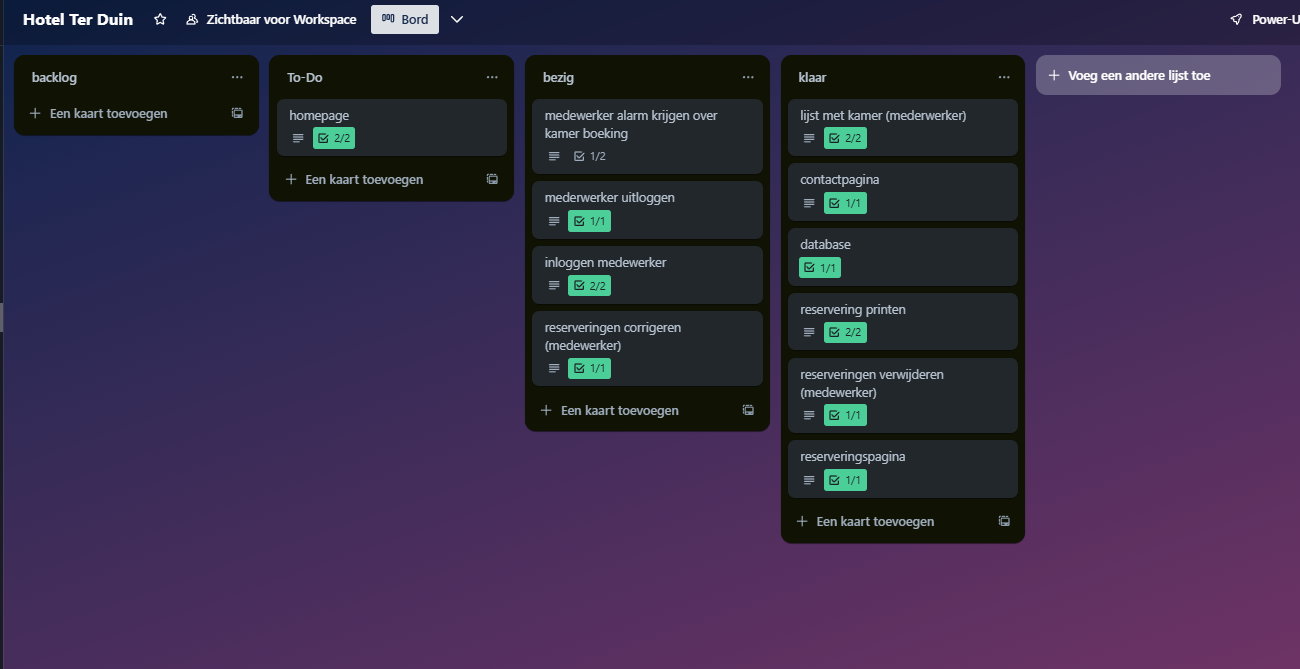 Hotel Ter Duin
Zichtbaar voor Workspace
Bord
Power-U
backlog
Een kaart toevoegen
To-Do
homepage
2/2
Een kaart toevoegen
bezig
medewerker alarm krijgen over
kamer boeking
1/2
mederwerker uitloggen
1/1
inloggen medewerker
2/2
reserveringen corrigeren
(medewerker)
1/1
Een kaart toevoegen
klaar
lijst met kamer (mederwerker)
2/2
contactpagina
1/1
database
1/1
reservering printen
2/2
reserveringen verwijderen
(medewerker)
1/1
reserveringspagina
1/1
Een kaart toevoegen
Voeg een andere lijst toe